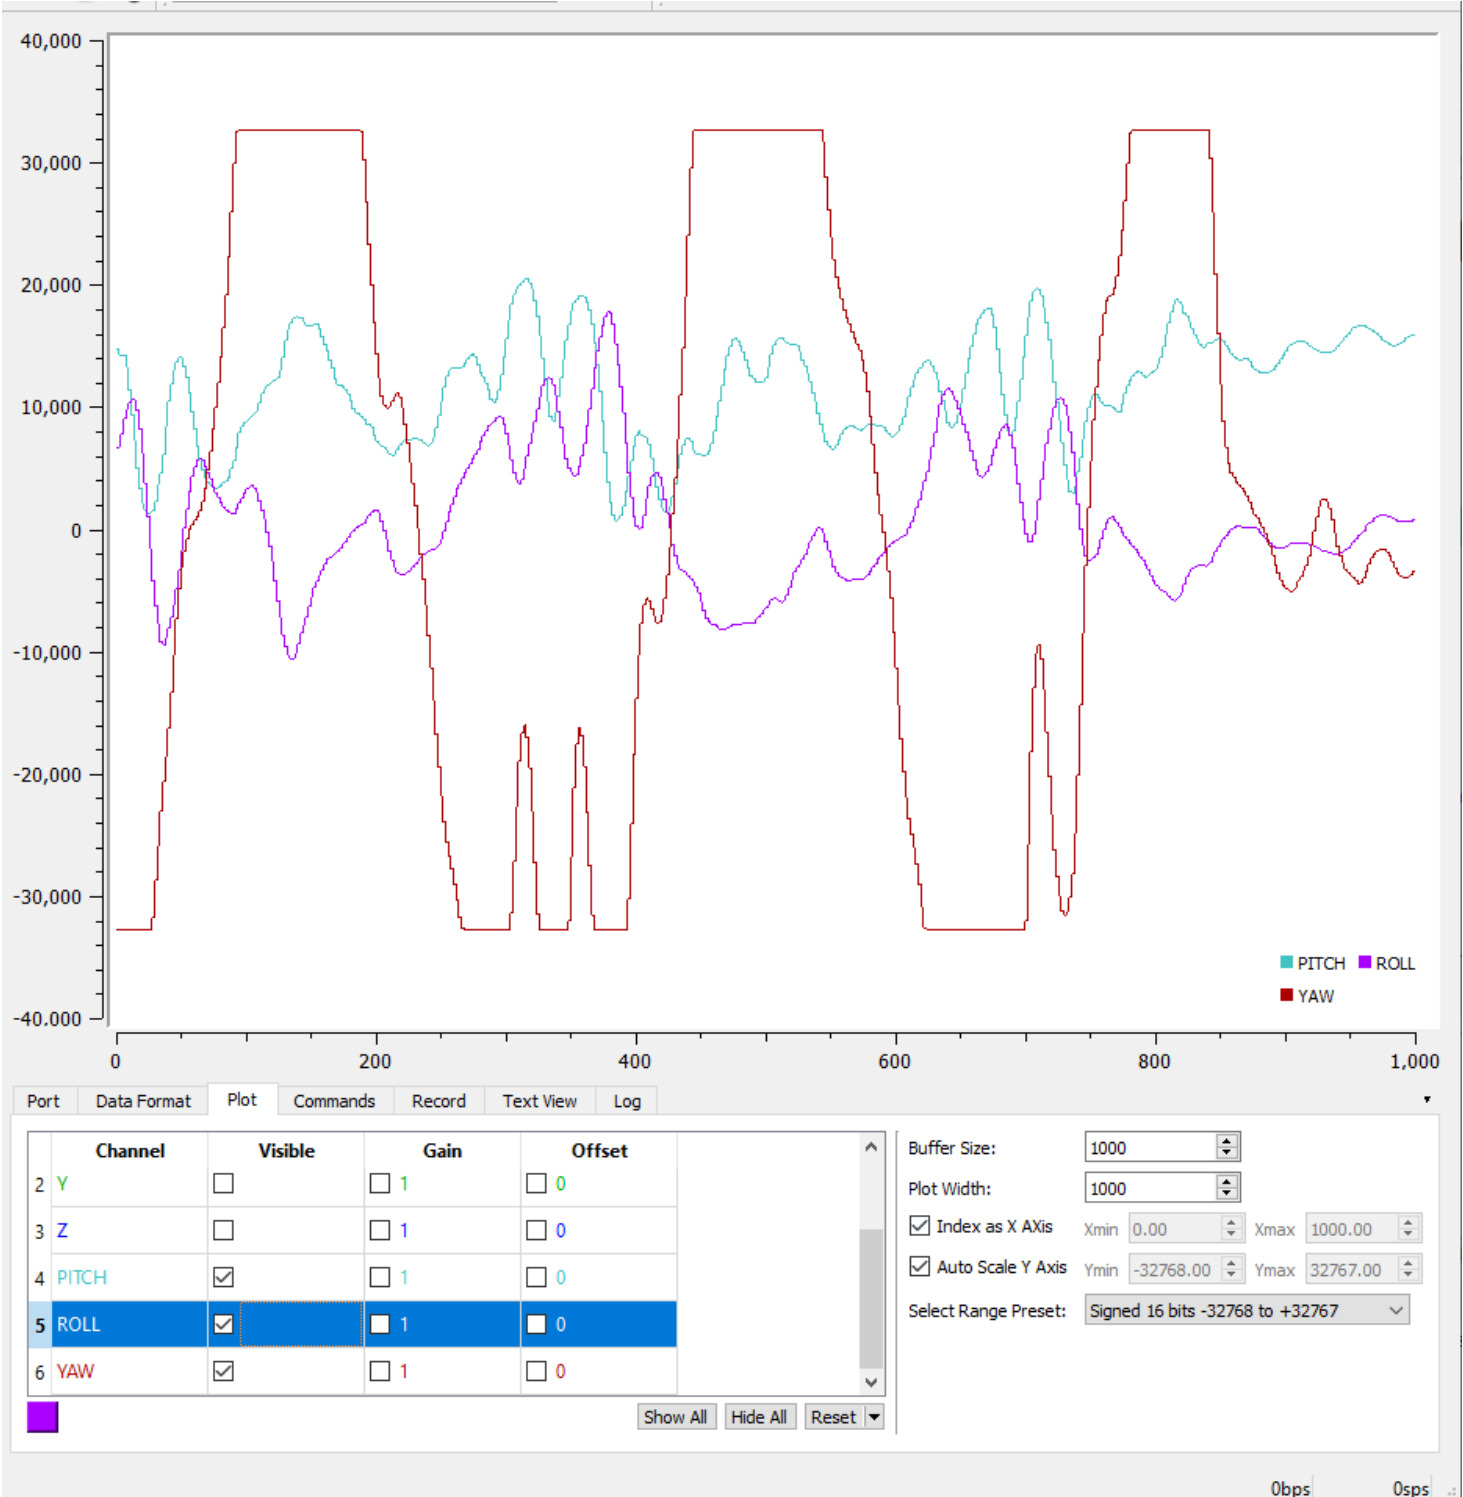 40,000
30,000
20,000
10,000
0
-10,000
-20,000
-30,000
-40,000
PITCH ROLL
YAW
0 200 400 600 800 1,000
Port Data Format Plot Commands Record Text View Log
Channel Visible Gain Offset
2 Y 1 0
3 Z 1 0
4 PITCH 1 0
5 ROLL 1 0
6 YAW 1 0
Show All Hide All Reset
Buffer Size: 1000
Plot Width: 1000
Index as X AXis Xmin 0.00 Xmax 1000.00
Auto Scale Y Axis Ymin -32768.00 Ymax 32767.00
Select Range Preset: Signed 16 bits -32768 to +32767
0bps 0sps